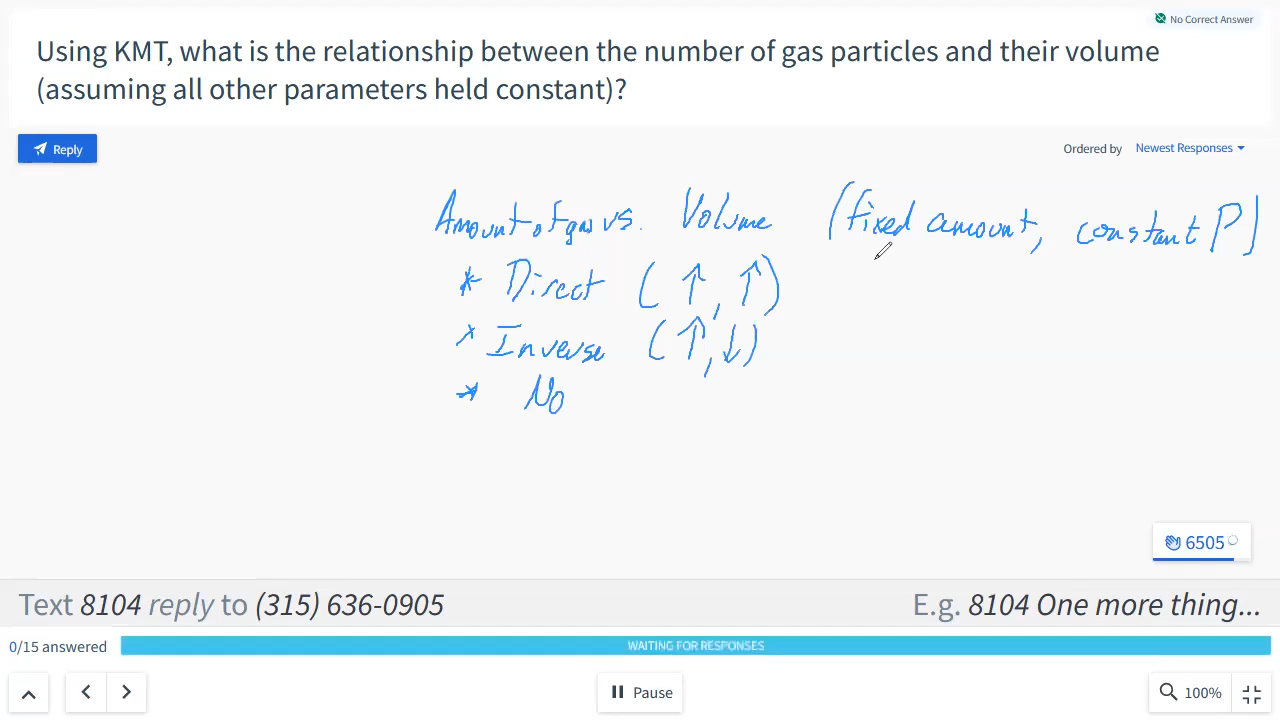 No Correct Answer
Using KMT, what is the relationship between the number of gas particles and their volume
(assuming all other parameters held constant)?
Reply
Ordered by Newest Responses
Amount of gas vs. Volume (fixed amount, constant P)
* Direct (↑, ↑)
* Inverse (↑, ↓)
* No
6505
Text 8104 reply to (315) 636-0905
E.g. 8104 One more thing...
0/15 answered
WAITING FOR RESPONSES
Pause
100%